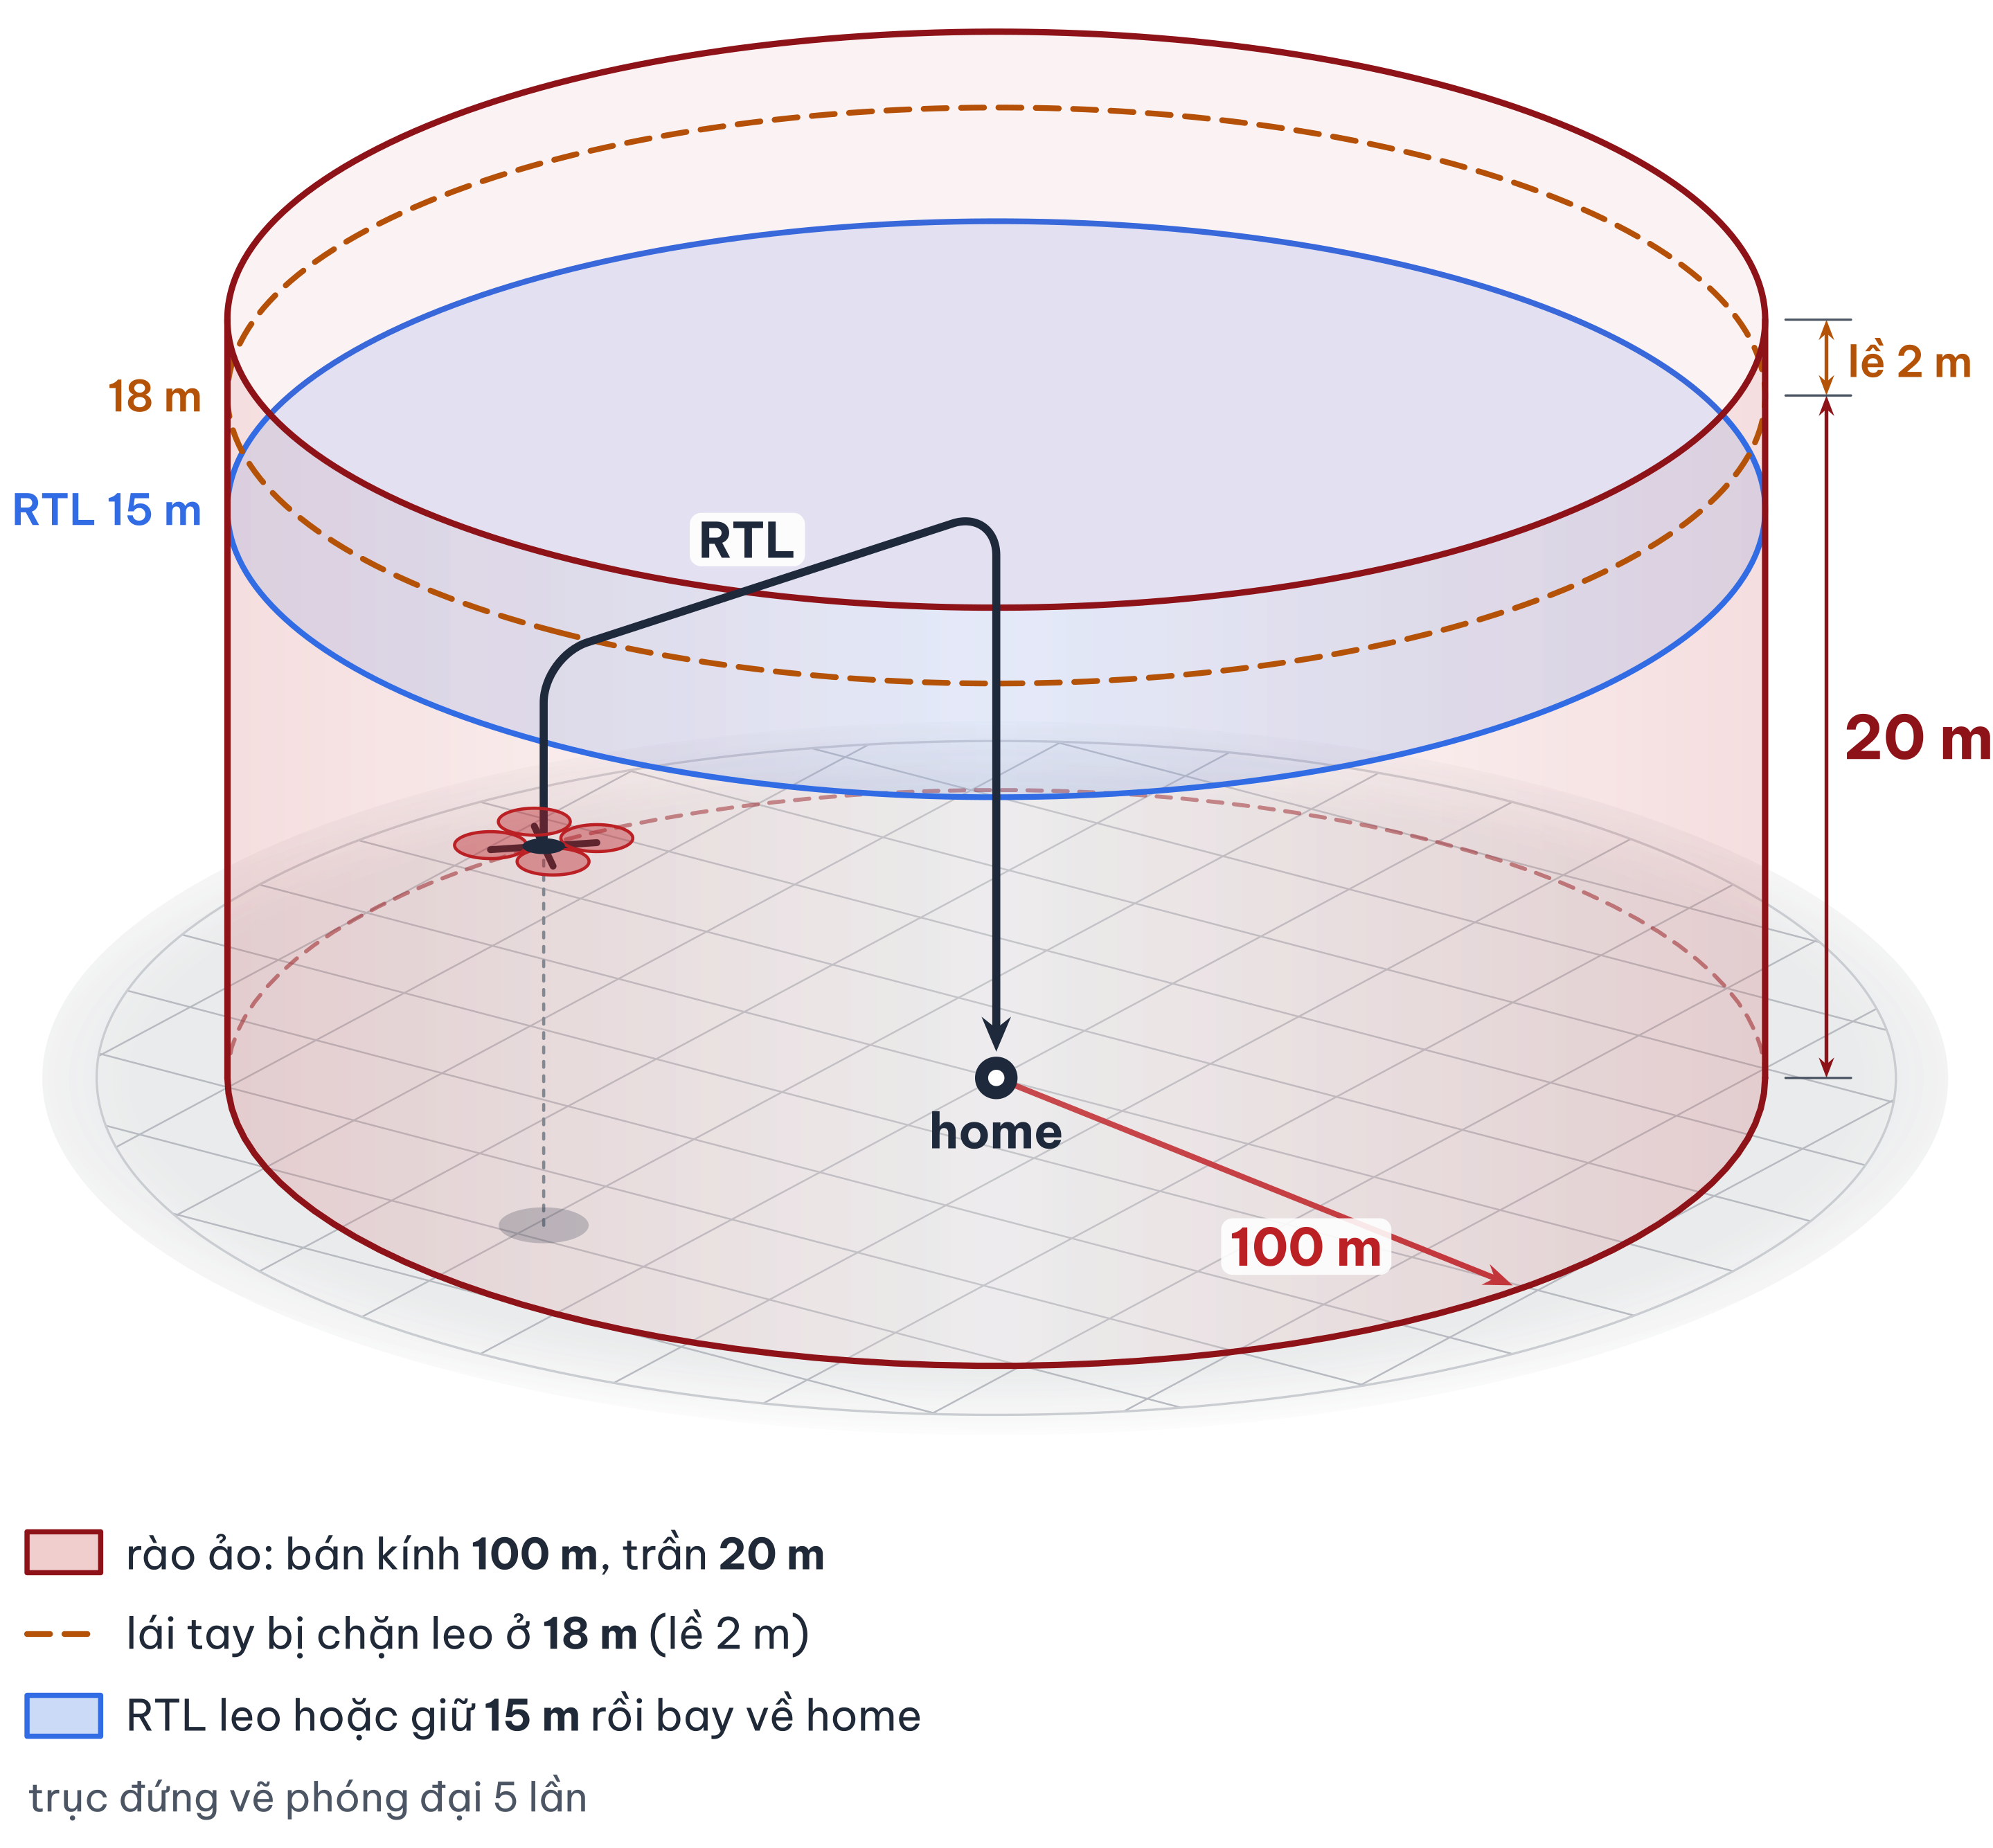 lề 2 m
18 m
RTL 15 m
RTL
20 m
home
100 m
rào ảo: bán kính 100 m, trần 20 m
lái tay bị chặn leo ở 18 m (lề 2 m)
RTL leo hoặc giữ 15 m rồi bay về home
trục đứng vẽ phóng đại 5 lần